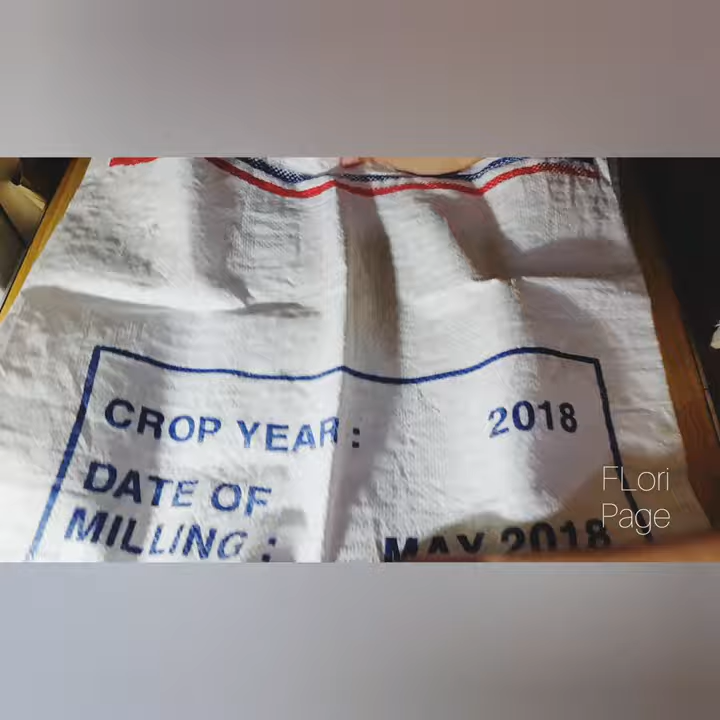 CROP YEAR : 2018
DATE OF
MILLING : MAY 2018
FLori
Page